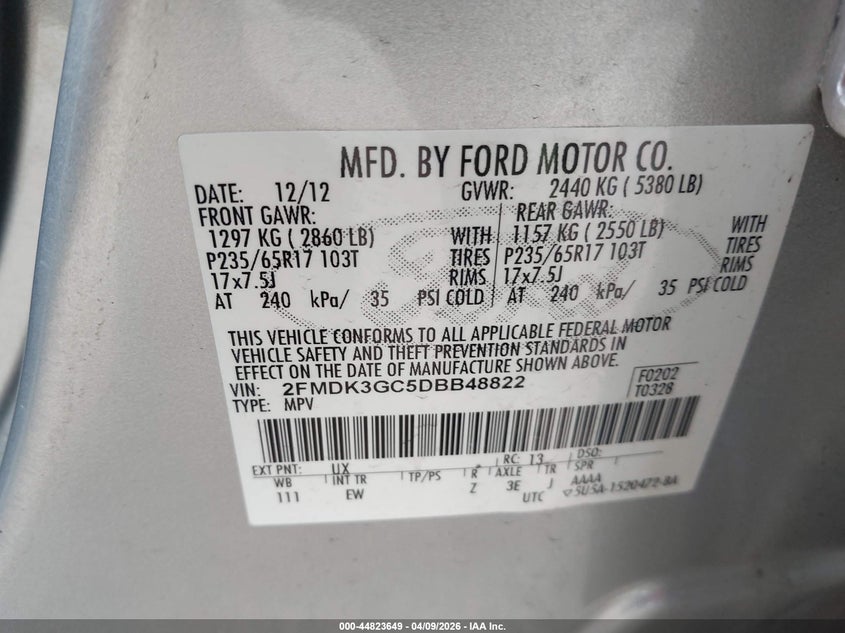 MFD. BY FORD MOTOR CO.
DATE: 12/12 GVWR: 2440 KG ( 5380 LB)
FRONT GAWR: REAR GAWR:
1297 KG ( 2860 LB) WITH 1157 KG ( 2550 LB) WITH
P235/65R17 103T TIRES P235/65R17 103T TIRES
17x7.5J RIMS 17x7.5J RIMS
AT 240 kPa/ 35 PSI COLD AT 240 kPa/ 35 PSI COLD
THIS VEHICLE CONFORMS TO ALL APPLICABLE FEDERAL MOTOR
VEHICLE SAFETY AND THEFT PREVENTION STANDARDS IN
EFFECT ON THE DATE OF MANUFACTURE SHOWN ABOVE.
VIN: 2FMDK3GC5DBB48822 F0202
TYPE: MPV T0328
EXT PNT: UX RC: 13 DSO:
WB INT TR TP/PS R AXLE TR SPR
111 EW Z 3E J AAAA
UTC ▽5U5A-1520472-BA
000-44823649 - 04/09/2026 - IAA Inc.